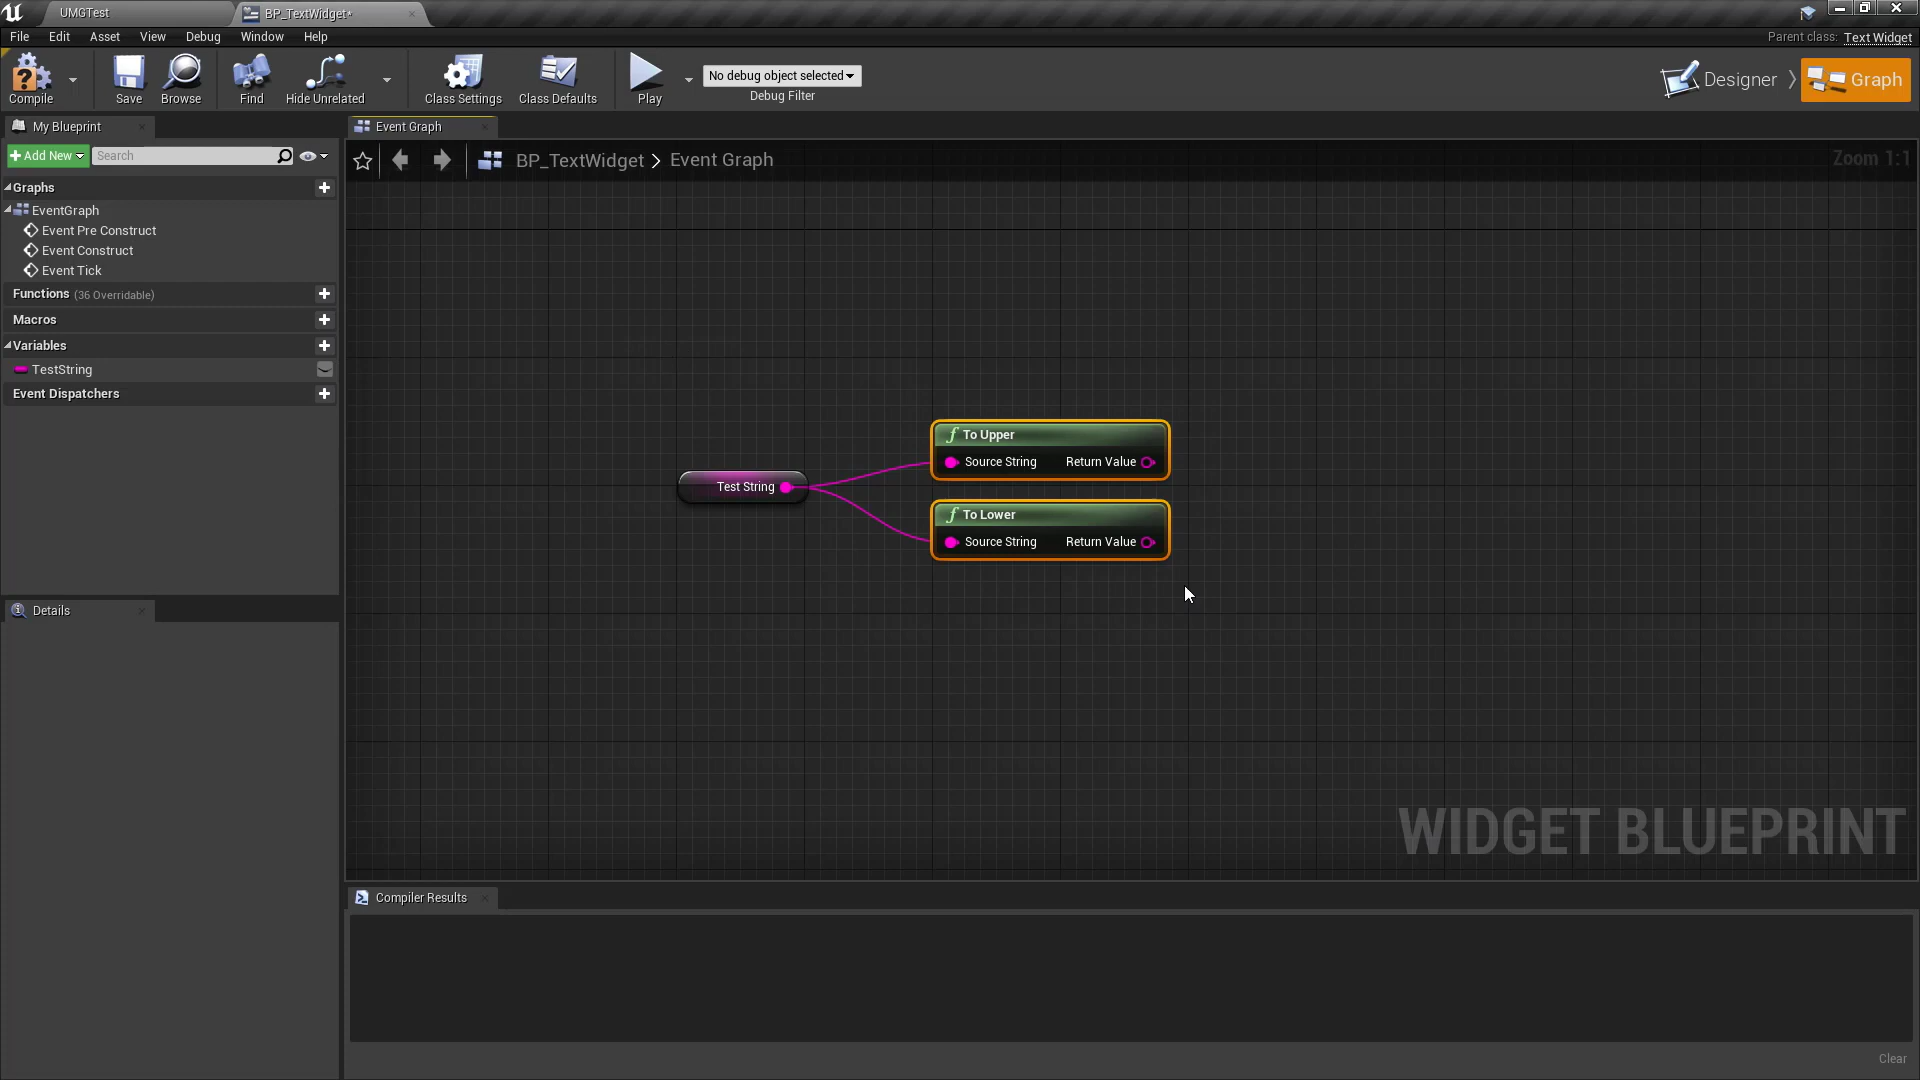 UMGTest
BP_TextWidget*
File Edit Asset View Debug Window Help
Parent class: Text Widget
Compile
Save
Browse
Find
Hide Unrelated
Class Settings
Class Defaults
Play
No debug object selected
Debug Filter
Designer
Graph
My Blueprint
Event Graph
Add New
Search
BP_TextWidget > Event Graph
Zoom 1:1
Graphs
EventGraph
Event Pre Construct
Event Construct
Event Tick
Functions (36 Overridable)
Macros
Variables
TestString
Event Dispatchers
Test String
f To Upper
Source String Return Value
f To Lower
Source String Return Value
Details
WIDGET BLUEPRINT
Compiler Results
Clear